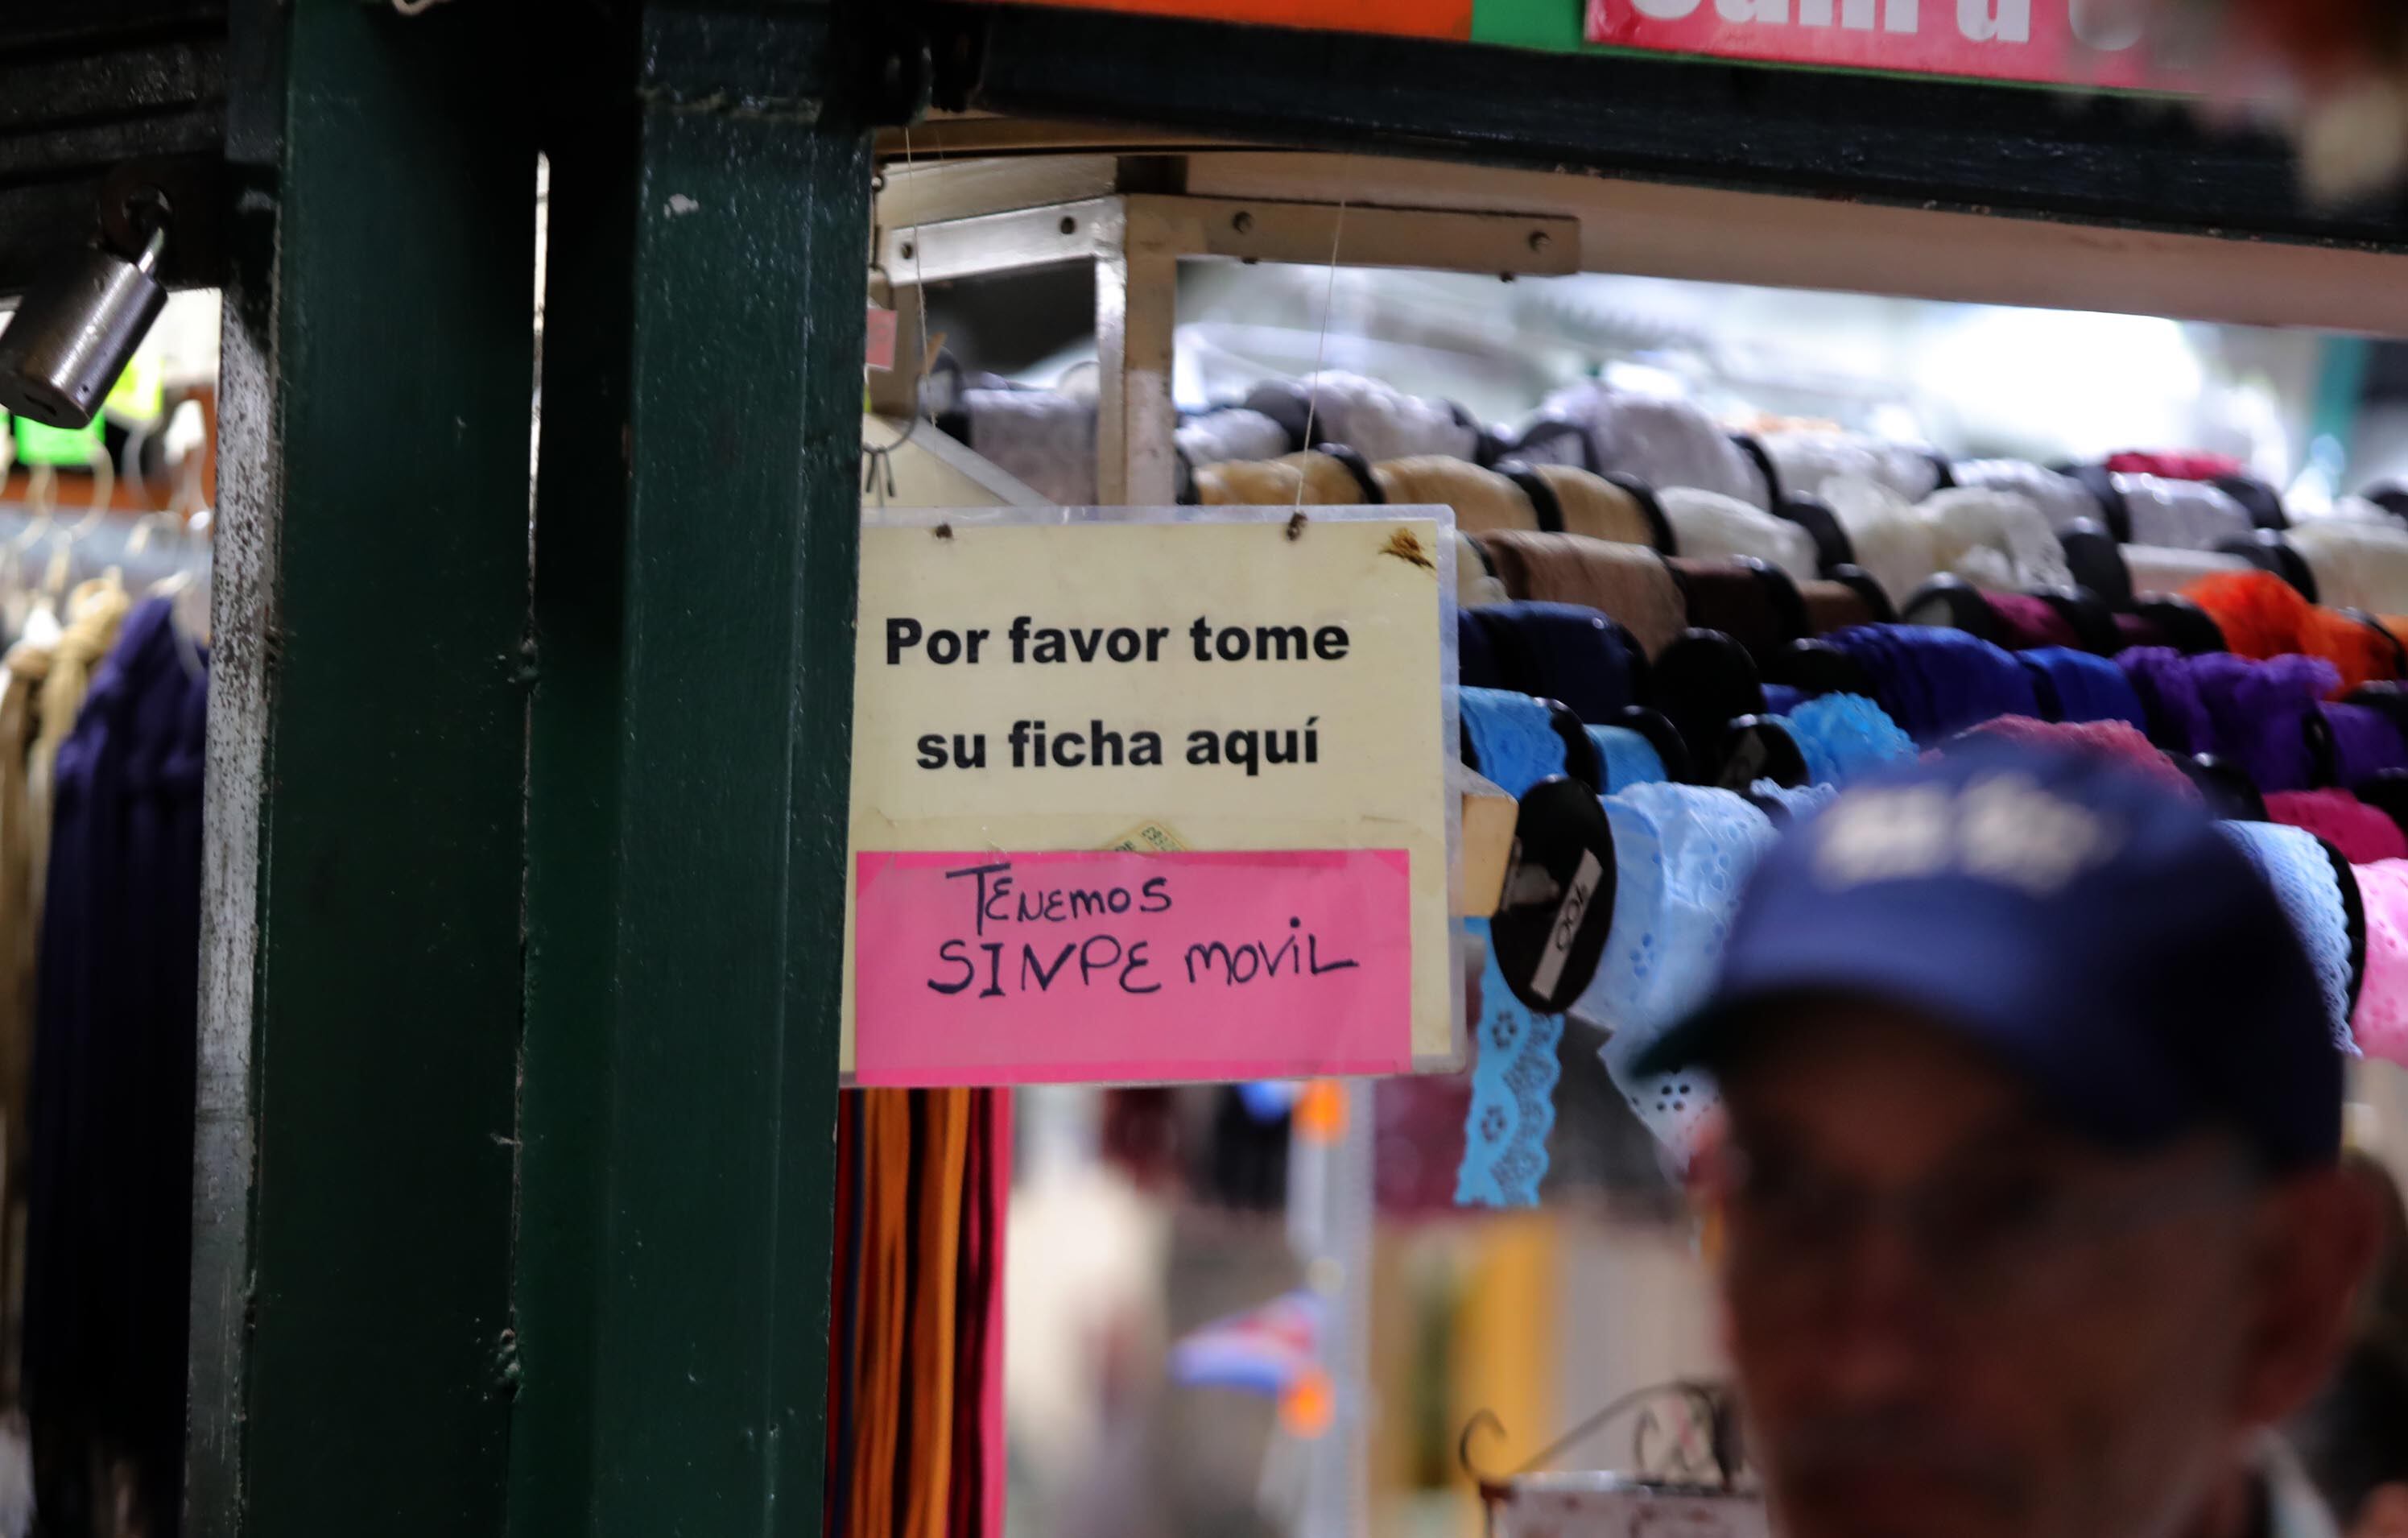 Por favor tome
su ficha aquí
TENEMOS
SINPE MOVIL